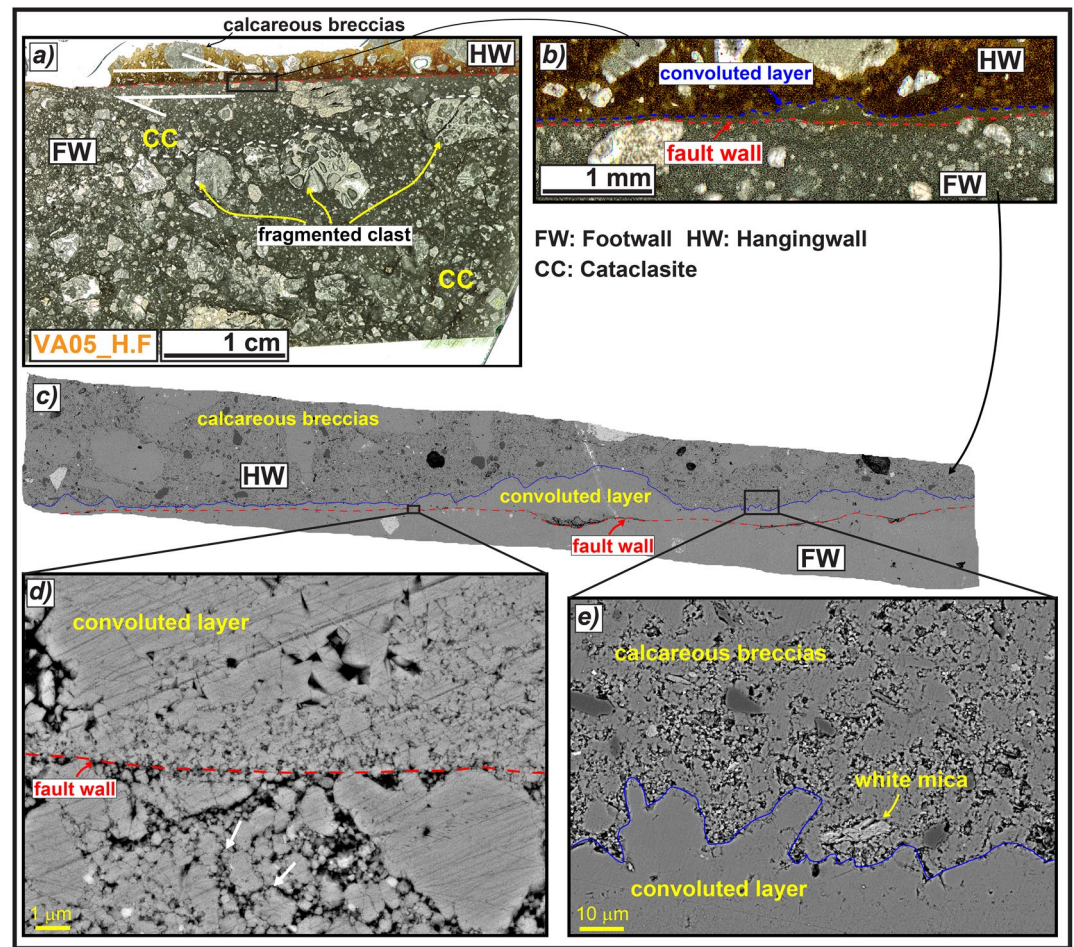 calcareous breccias
a)
HW
CC
FW
fragmented clast
CC
VA05_H.F
1 cm
b)
HW
convoluted layer
fault wall
1 mm
FW
FW: Footwall HW: Hangingwall
CC: Cataclasite
c)
calcareous breccias
HW
convoluted layer
fault wall
FW
d)
convoluted layer
fault wall
1 μm
e)
calcareous breccias
white mica
convoluted layer
10 μm